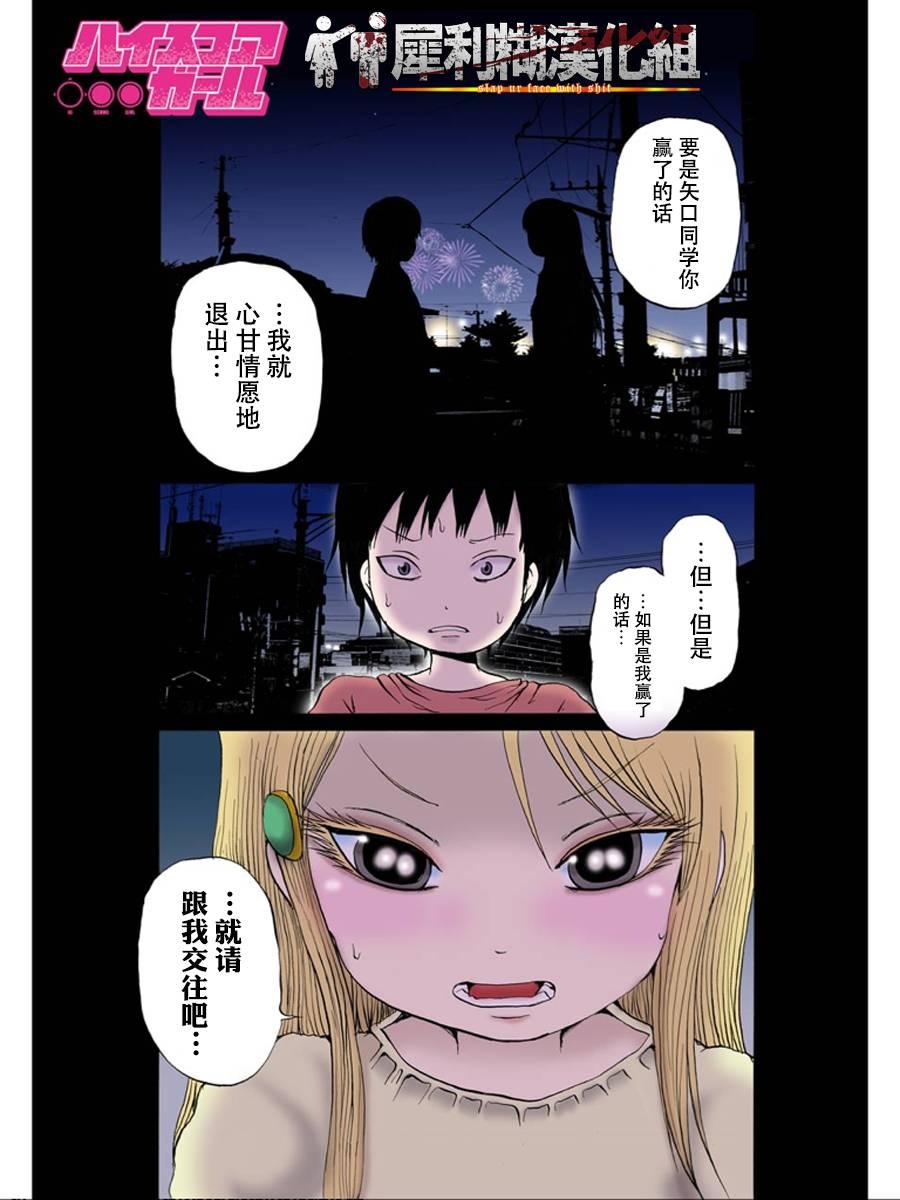 ハイスコア
ガール
犀利糊漢化组
slap ur face with shit
要是矢口同学你
赢了的话
…我就
心甘情愿地
退出…
…但…但是
…如果是我赢了
的话…
…就请
跟我交往吧…